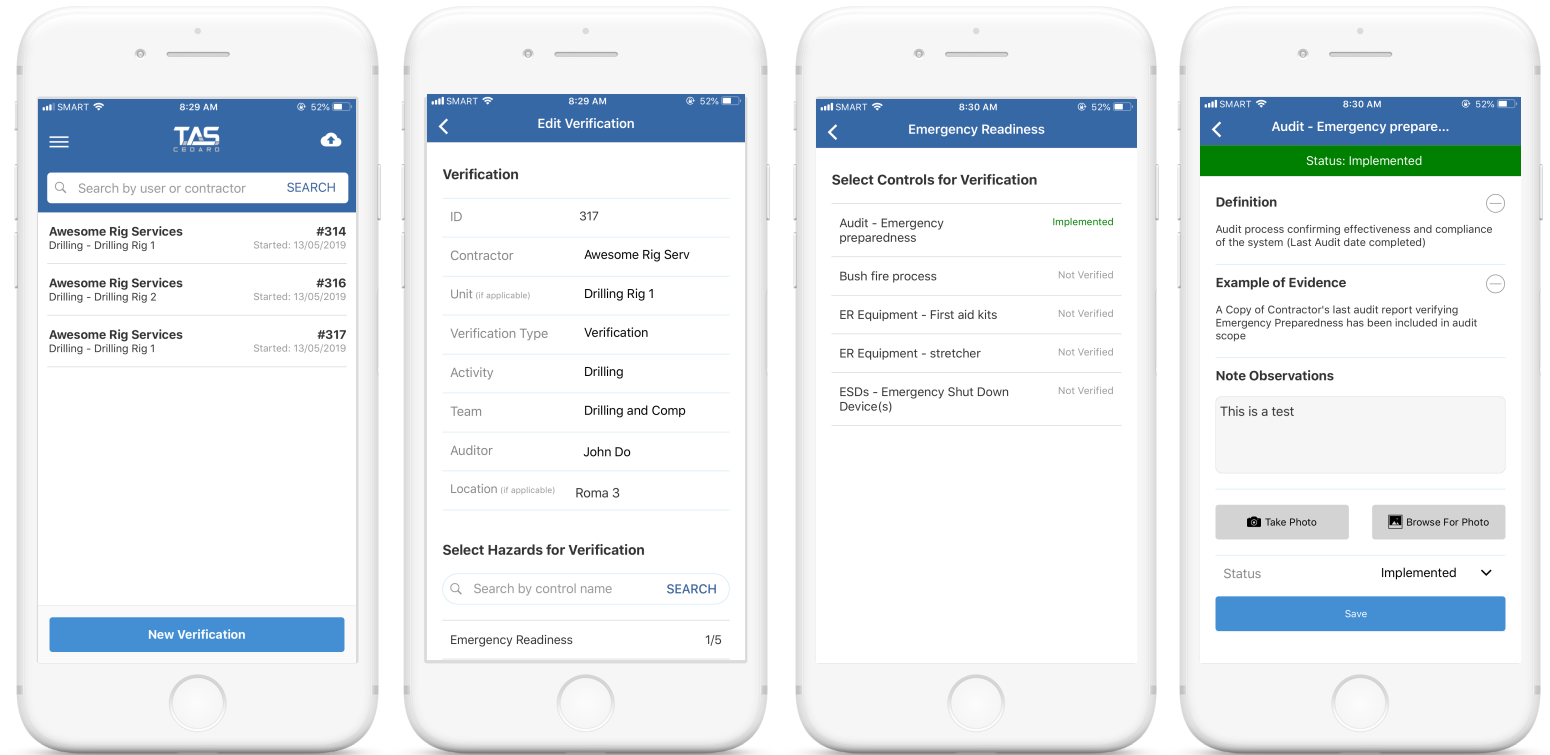 SMART 8:29 AM 52%
TAS
CEDARD
Search by user or contractor SEARCH
Awesome Rig Services #314
Drilling - Drilling Rig 1 Started: 13/05/2019
Awesome Rig Services #316
Drilling - Drilling Rig 2 Started: 13/05/2019
Awesome Rig Services #317
Drilling - Drilling Rig 1 Started: 13/05/2019
New Verification
SMART 8:29 AM 52%
Edit Verification
Verification
ID 317
Contractor Awesome Rig Serv
Unit (if applicable) Drilling Rig 1
Verification Type Verification
Activity Drilling
Team Drilling and Comp
Auditor John Do
Location (if applicable) Roma 3
Select Hazards for Verification
Search by control name SEARCH
Emergency Readiness 1/5
SMART 8:30 AM 52%
Emergency Readiness
Select Controls for Verification
Audit - Emergency Implemented
preparedness
Bush fire process Not Verified
ER Equipment - First aid kits Not Verified
ER Equipment - stretcher Not Verified
ESDs - Emergency Shut Down Not Verified
Device(s)
SMART 8:30 AM 52%
Audit - Emergency prepare...
Status: Implemented
Definition
Audit process confirming effectiveness and compliance
of the system (Last Audit date completed)
Example of Evidence
A Copy of Contractor's last audit report verifying
Emergency Preparedness has been included in audit
scope
Note Observations
This is a test
Take Photo Browse For Photo
Status Implemented
Save